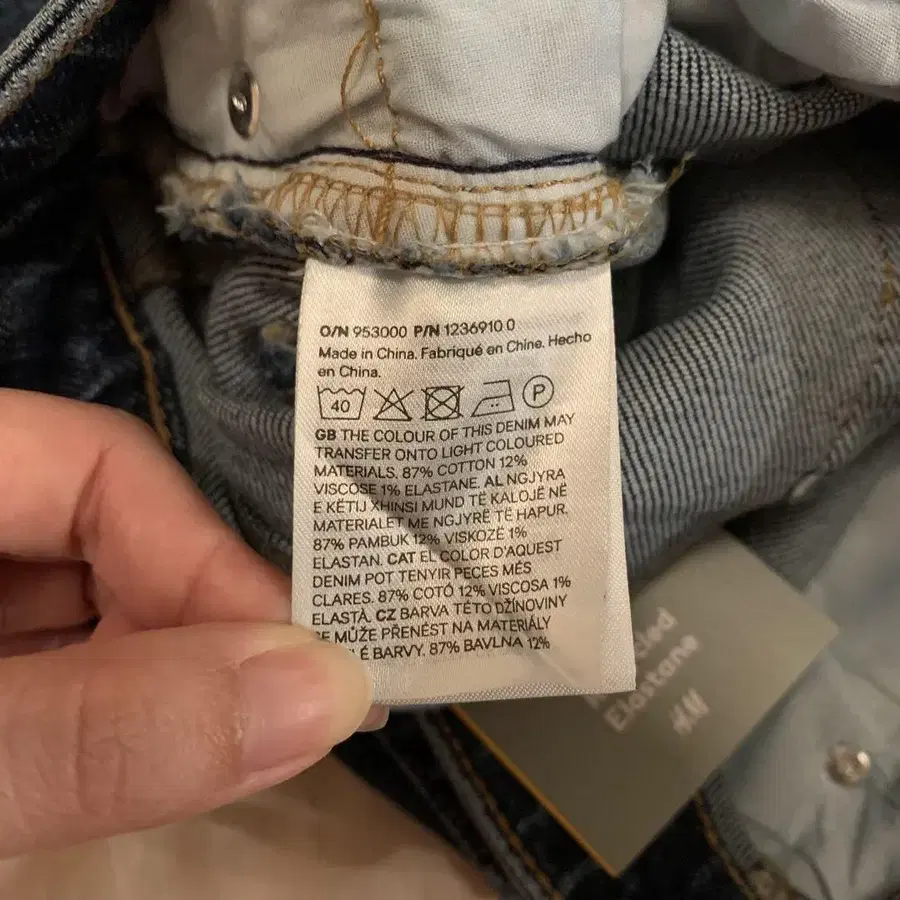 O/N 953000 P/N 1236910 0
Made in China. Fabriqué en Chine. Hecho
en China.
40 P
GB THE COLOUR OF THIS DENIM MAY
TRANSFER ONTO LIGHT COLOURED
MATERIALS. 87% COTTON 12%
VISCOSE 1% ELASTANE. AL NGJYRA
E KËTIJ XHINSI MUND TË KALOJË NË
MATERIALET ME NGJYRË TË HAPUR.
87% PAMBUK 12% VISKOZË 1%
ELASTAN. CAT EL COLOR D'AQUEST
DENIM POT TENYIR PECES MÉS
CLARES. 87% COTÓ 12% VISCOSA 1%
ELASTÀ. CZ BARVA TÉTO DŽÍNOVINY
SE MŮŽE PŘENÉST NA MATERIÁLY
BARVY. 87% BAVLNA 12%
Elastane
H&M